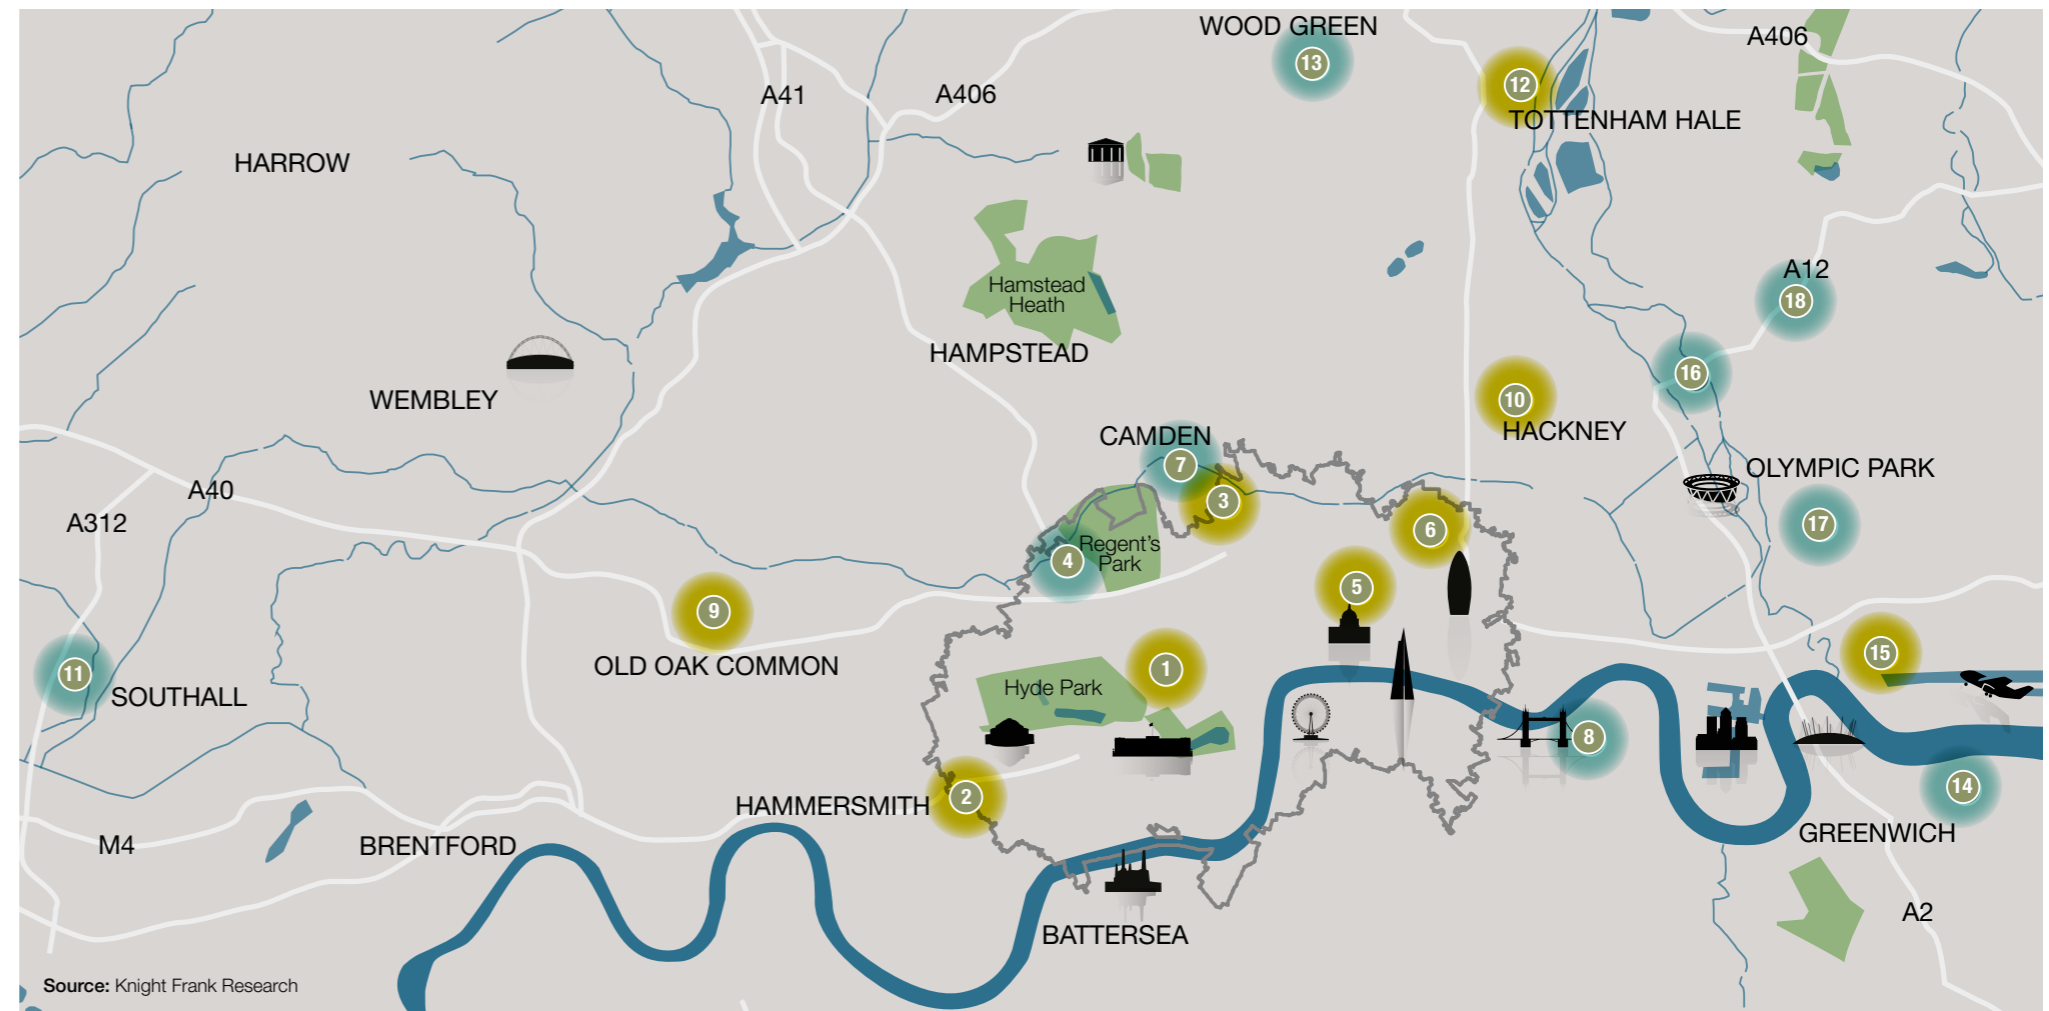 WOOD GREEN
13
A406
A41
A406
12
TOTTENHAM HALE
HARROW
A12
18
Hamstead
Heath
HAMPSTEAD
16
WEMBLEY
10
HACKNEY
CAMDEN
7
OLYMPIC PARK
A40
3
A312
17
6
Regent's
Park
4
5
9
OLD OAK COMMON
1
15
11
SOUTHALL
Hyde Park
8
14
HAMMERSMITH
2
GREENWICH
M4
BRENTFORD
A2
BATTERSEA
Source: Knight Frank Research